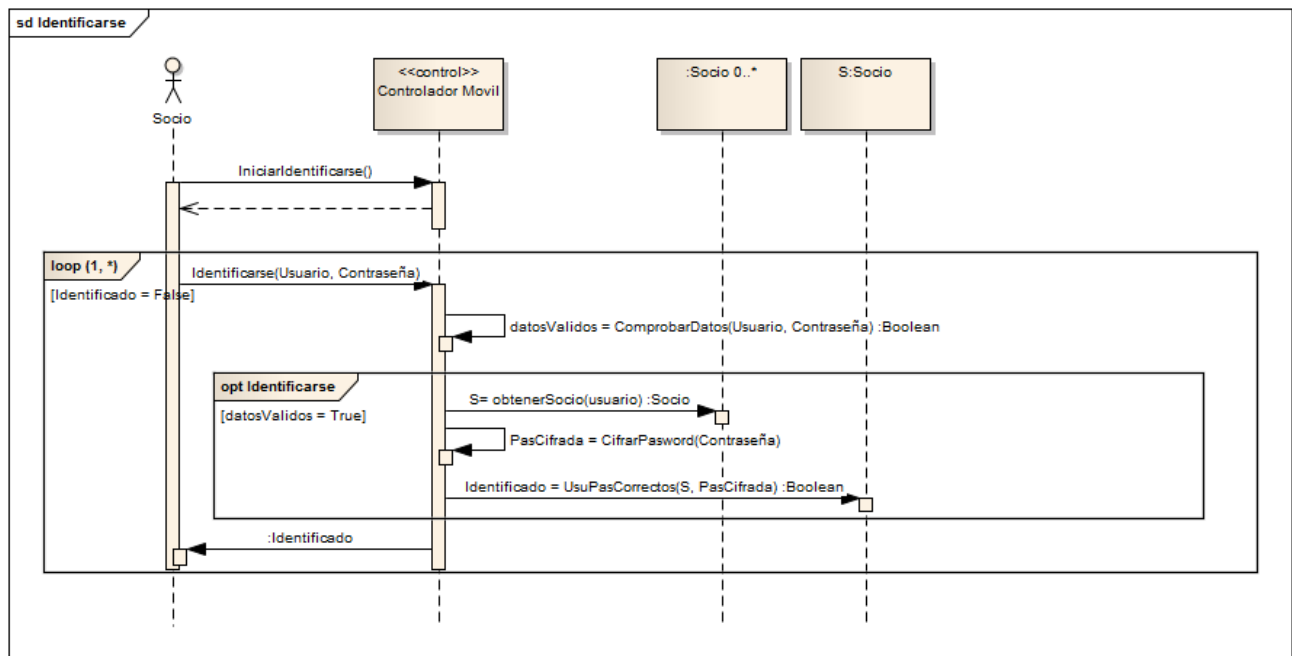 sd Identificarse
Socio
<<control>>
Controlador Movil
:Socio 0..*
S:Socio
IniciarIdentificarse()
loop (1, *)
[Identificado = False]
Identificarse(Usuario, Contraseña)
datosValidos = ComprobarDatos(Usuario, Contraseña) :Boolean
opt Identificarse
[datosValidos = True]
S= obtenerSocio(usuario) :Socio
PasCifrada = CifrarPasword(Contraseña)
Identificado = UsuPasCorrectos(S, PasCifrada) :Boolean
:Identificado